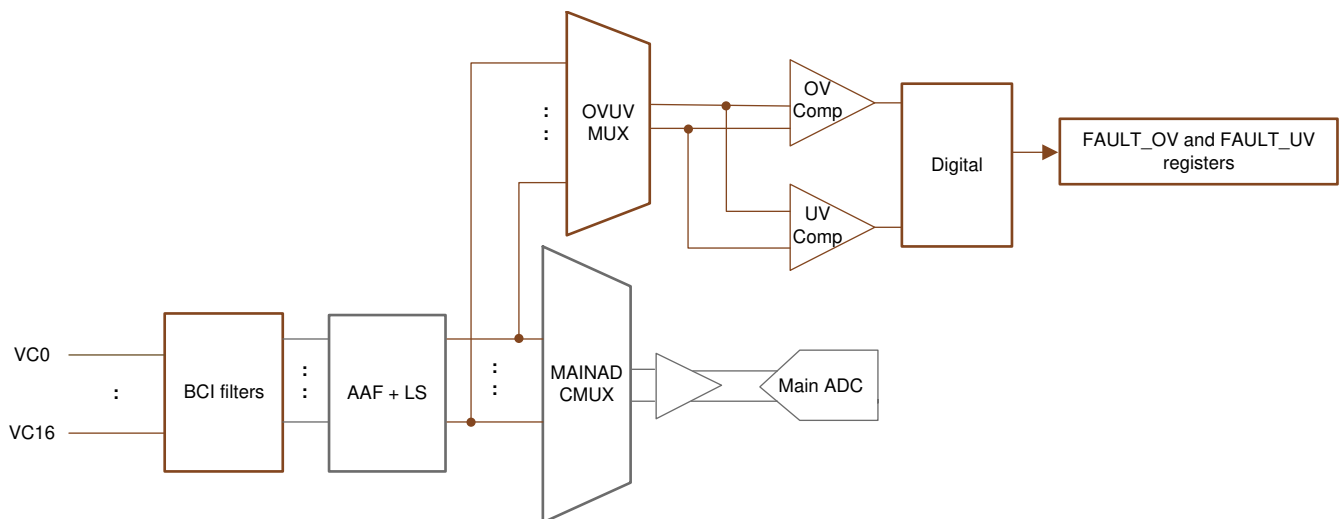 OVUV
MUX
OV
Comp
UV
Comp
Digital
FAULT_OV and FAULT_UV
registers
VC0
:
VC16
BCI filters
:
AAF + LS
:
:
MAINAD
CMUX
Main ADC